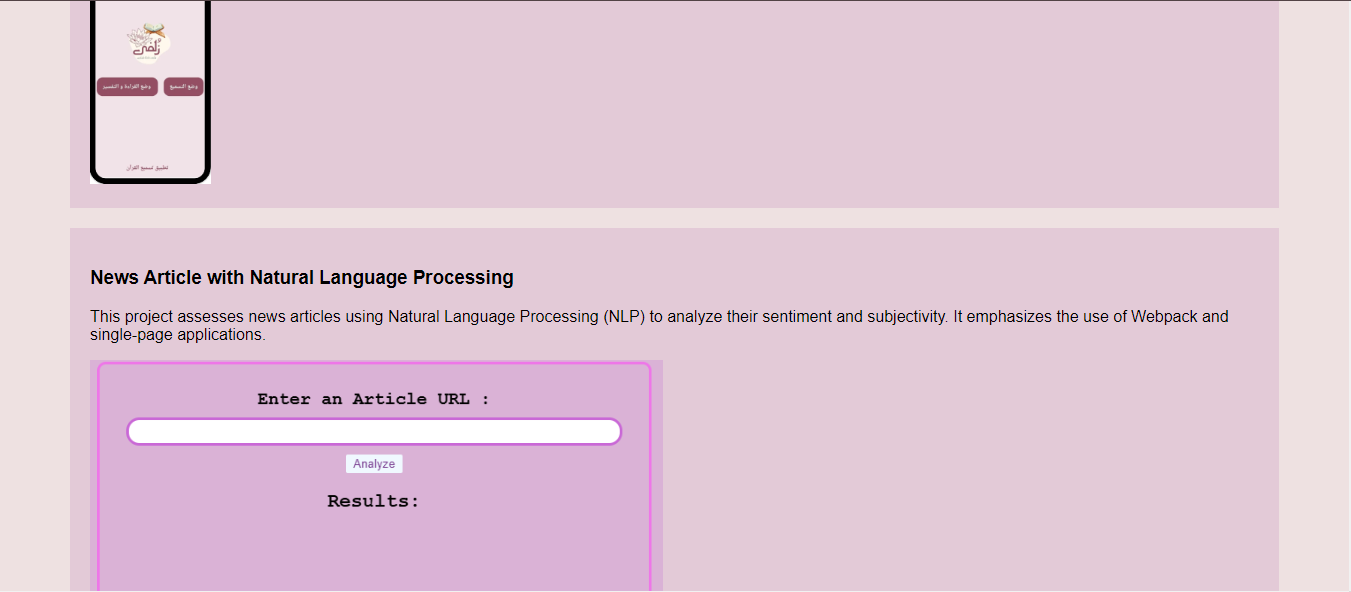 زُلفى
وضع القراءة و التفسير
وضع التسميع
تطبيق تسميع القرآن
News Article with Natural Language Processing
This project assesses news articles using Natural Language Processing (NLP) to analyze their sentiment and subjectivity. It emphasizes the use of Webpack and
single-page applications.
Enter an Article URL :
Analyze
Results: